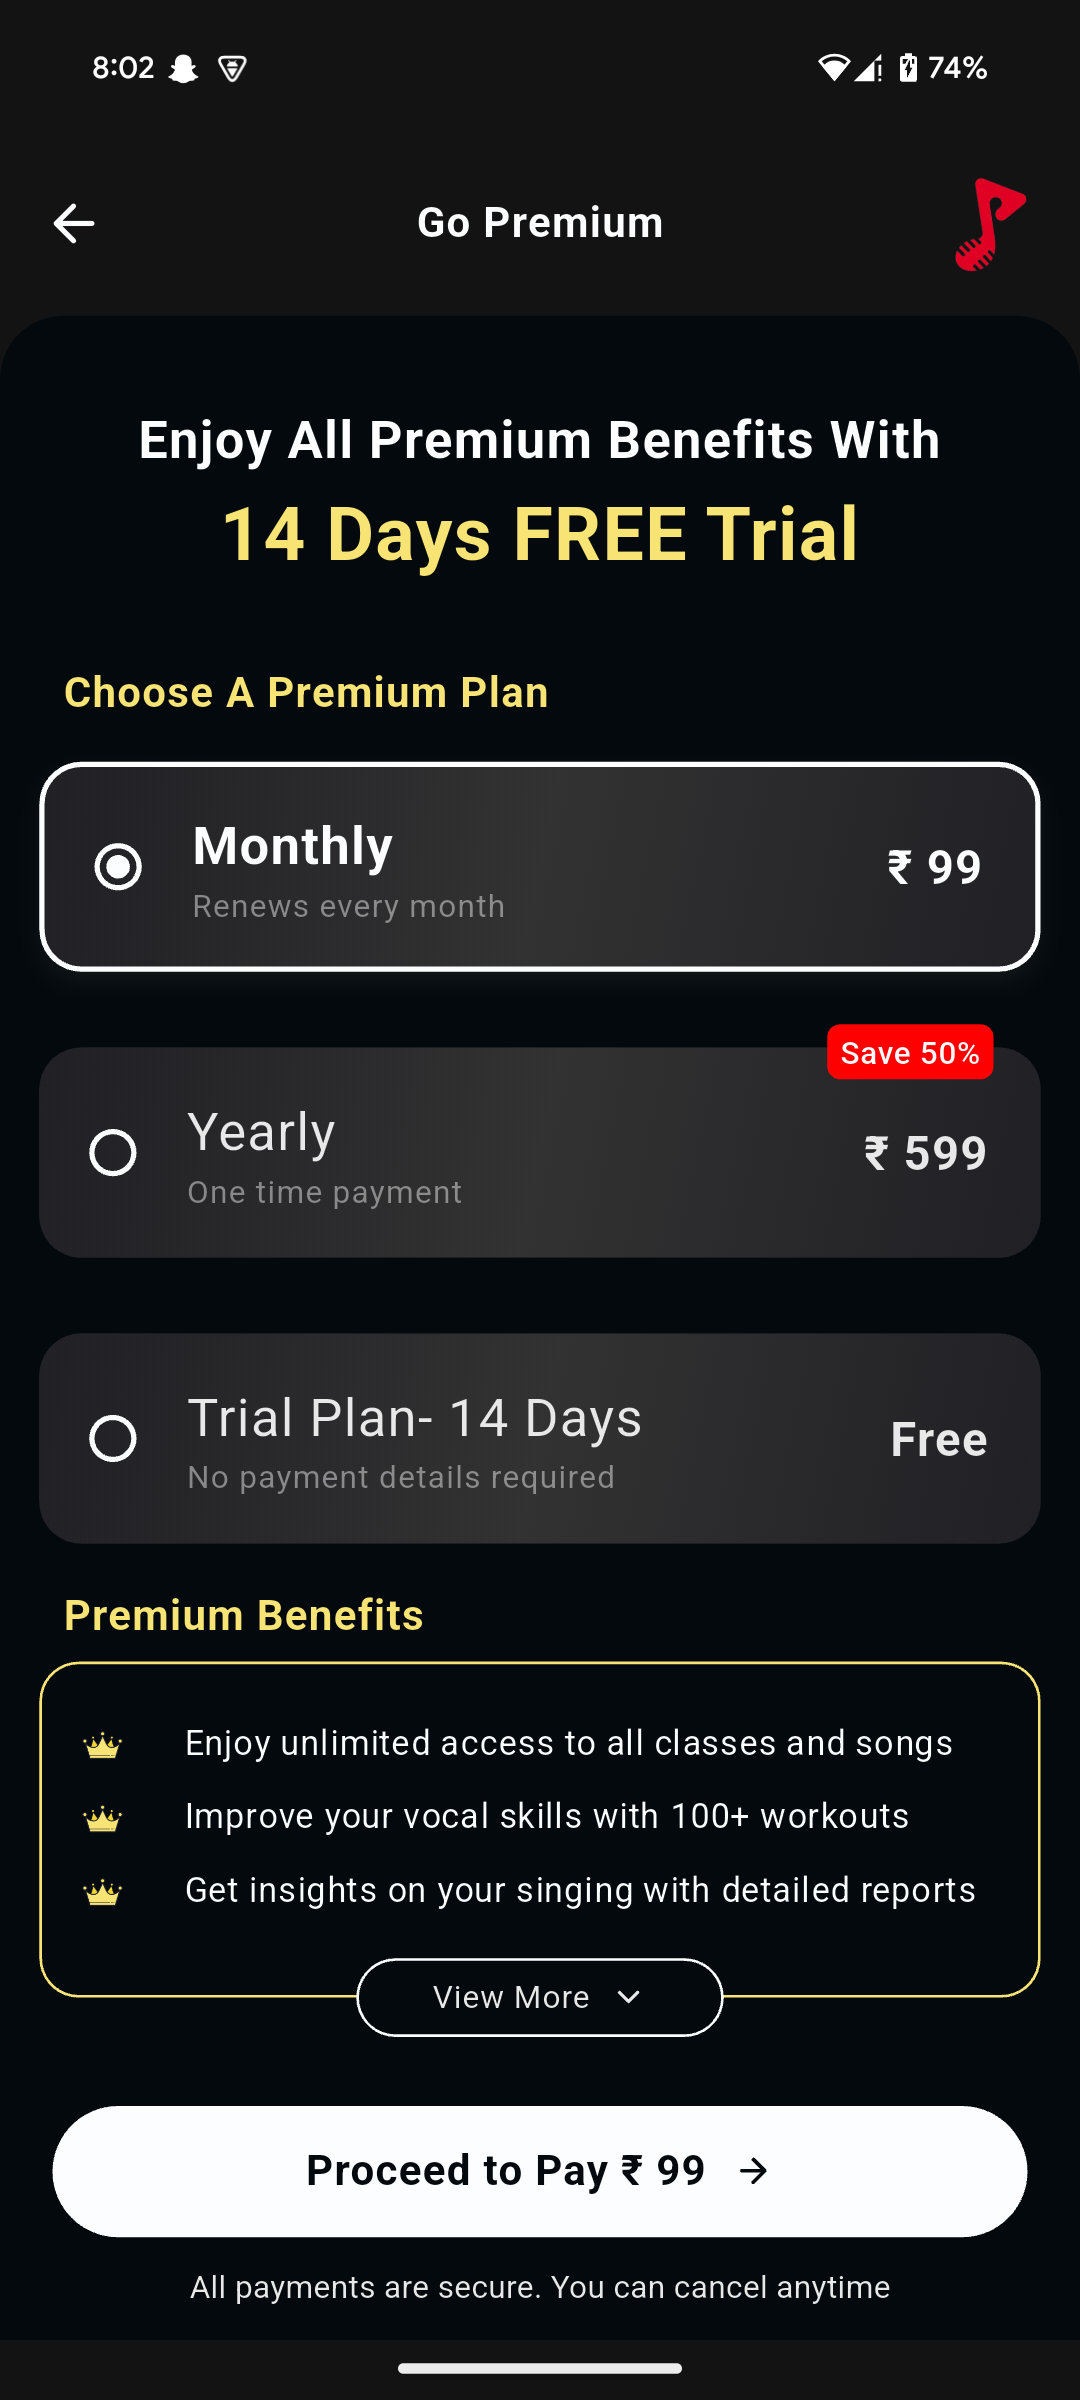 8:02
74%
Go Premium
Enjoy All Premium Benefits With
14 Days FREE Trial
Choose A Premium Plan
Monthly
Renews every month
₹ 99
Save 50%
Yearly
One time payment
₹ 599
Trial Plan- 14 Days
No payment details required
Free
Premium Benefits
Enjoy unlimited access to all classes and songs
Improve your vocal skills with 100+ workouts
Get insights on your singing with detailed reports
View More
Proceed to Pay ₹ 99
All payments are secure. You can cancel anytime